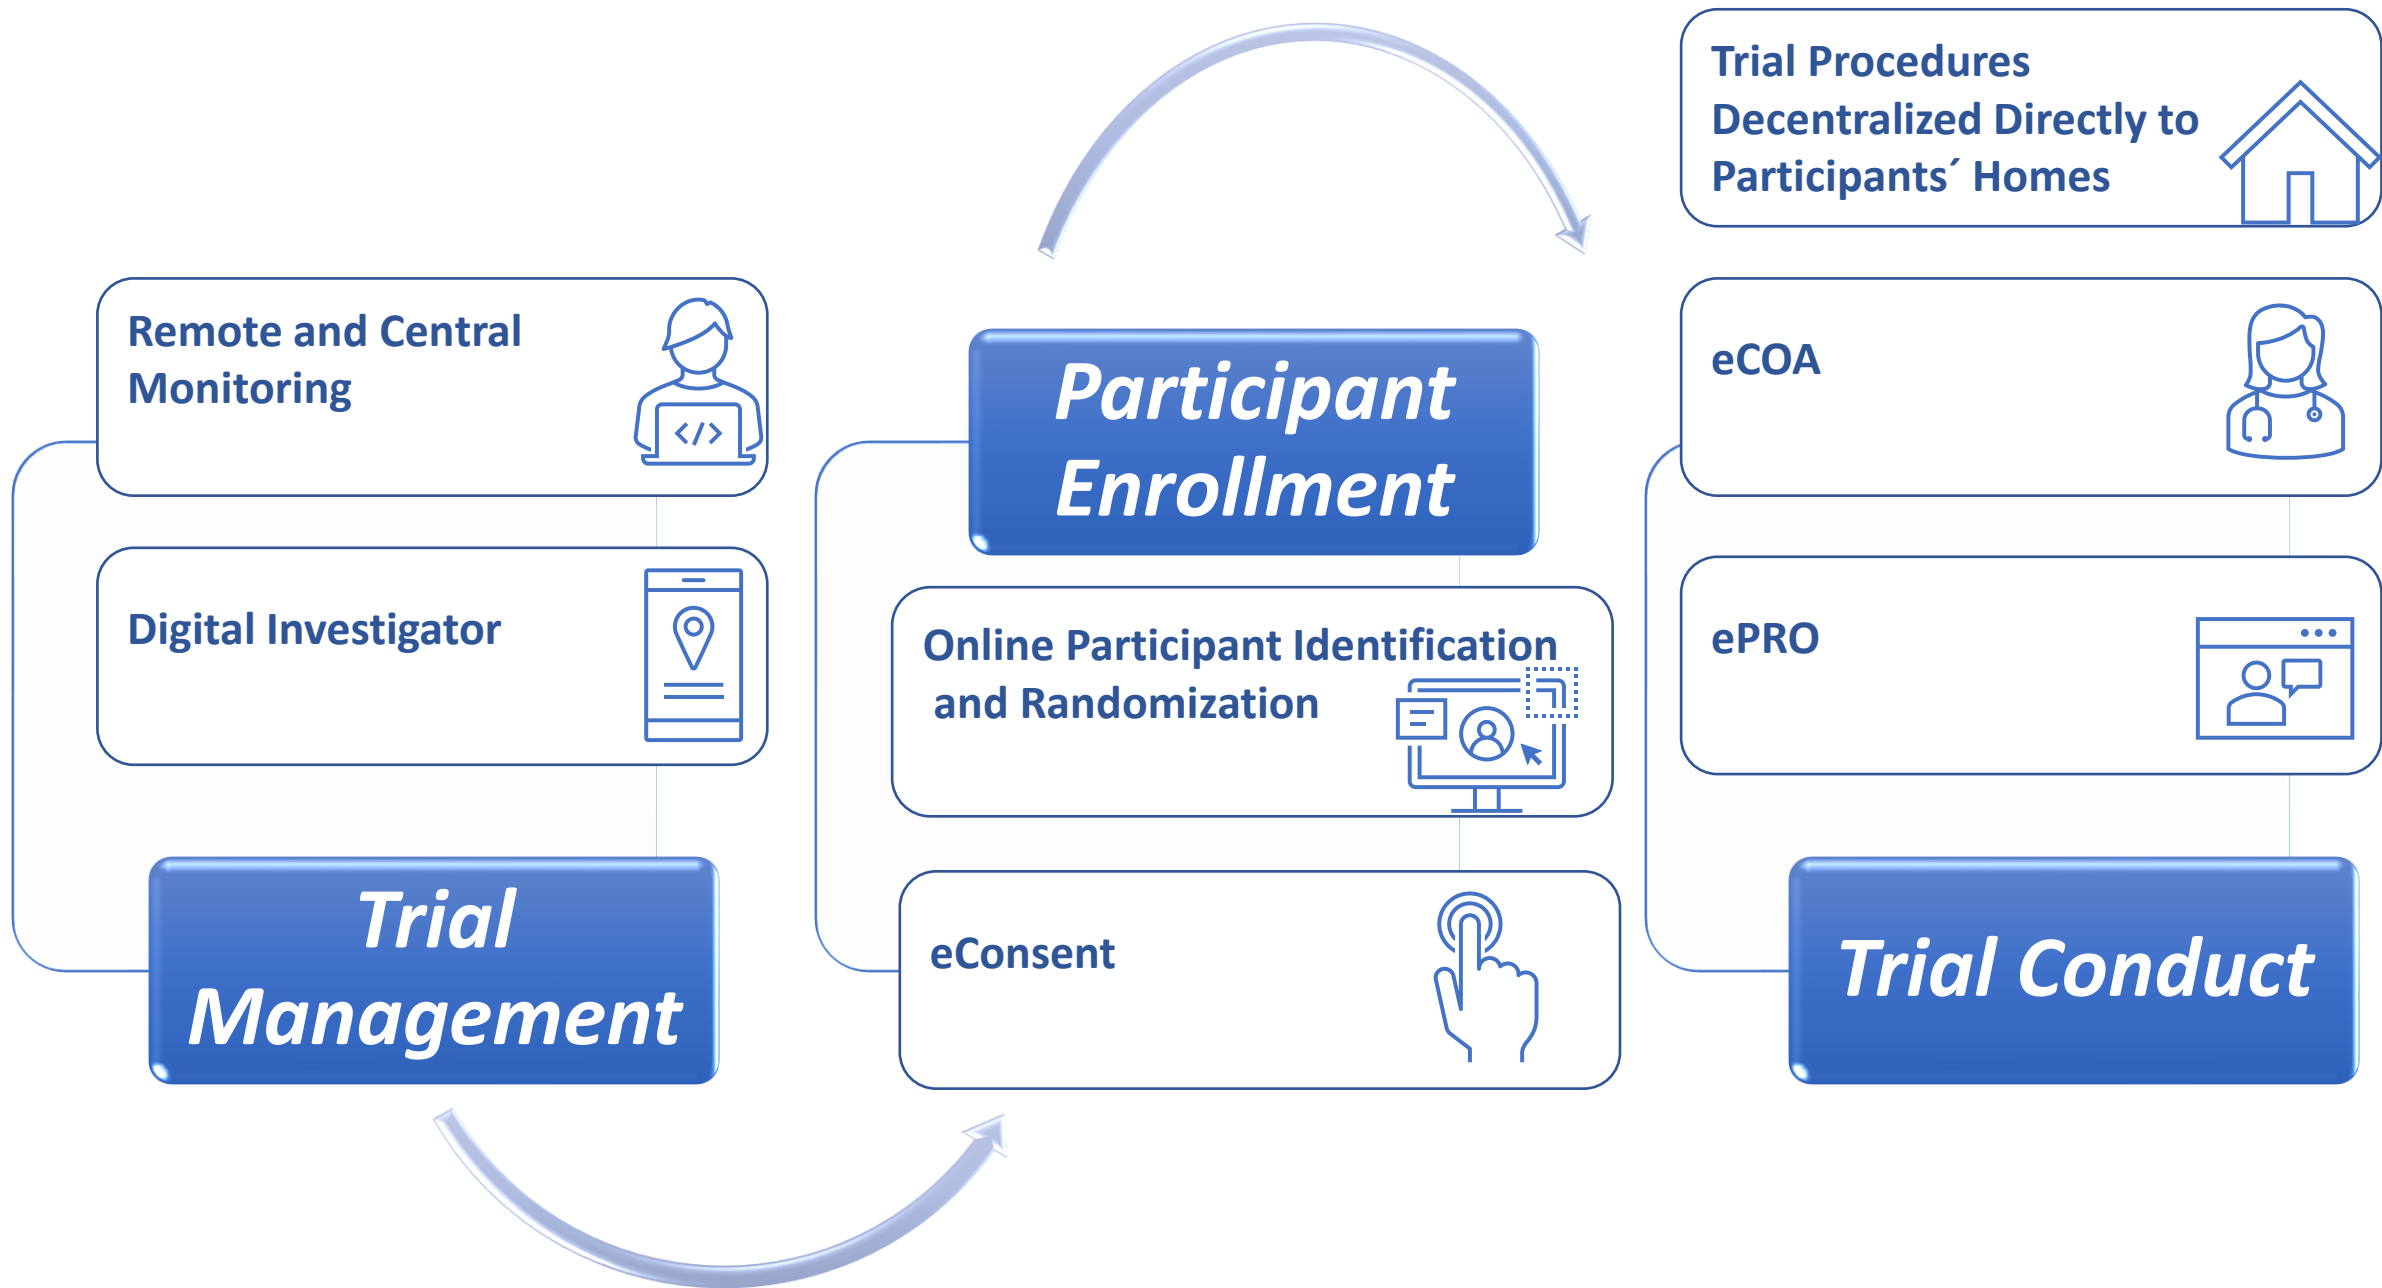 Remote and Central
Monitoring
Digital Investigator
Trial
Management
Participant
Enrollment
Online Participant Identification
and Randomization
eConsent
Trial Procedures
Decentralized Directly to
Participants´ Homes
eCOA
ePRO
Trial Conduct